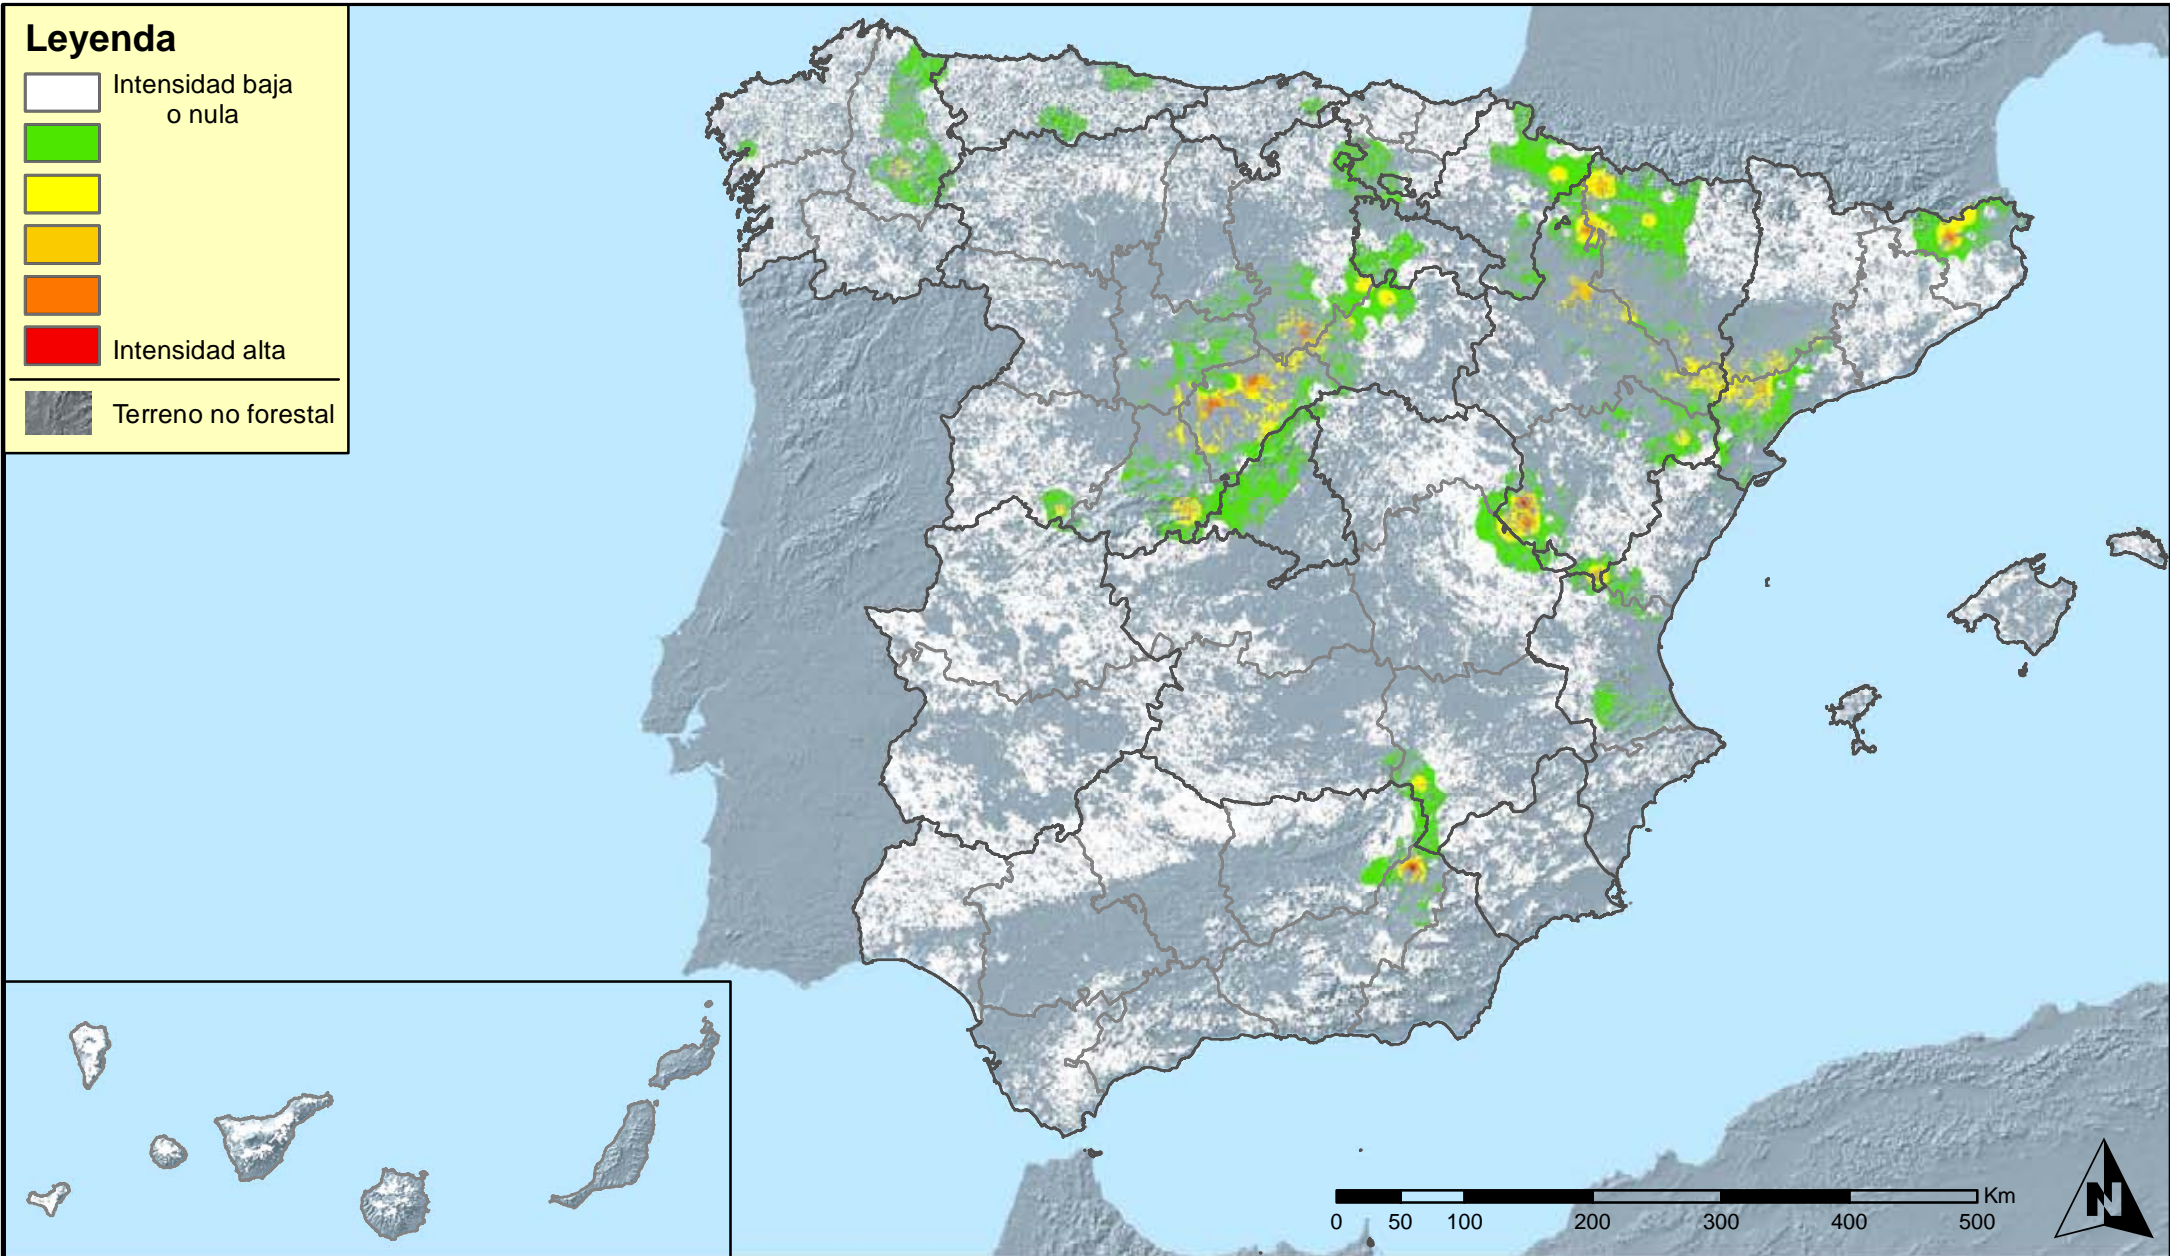 Leyenda
Intensidad baja
o nula
Intensidad alta
Terreno no forestal
Km
0 50 100 200 300 400 500
N